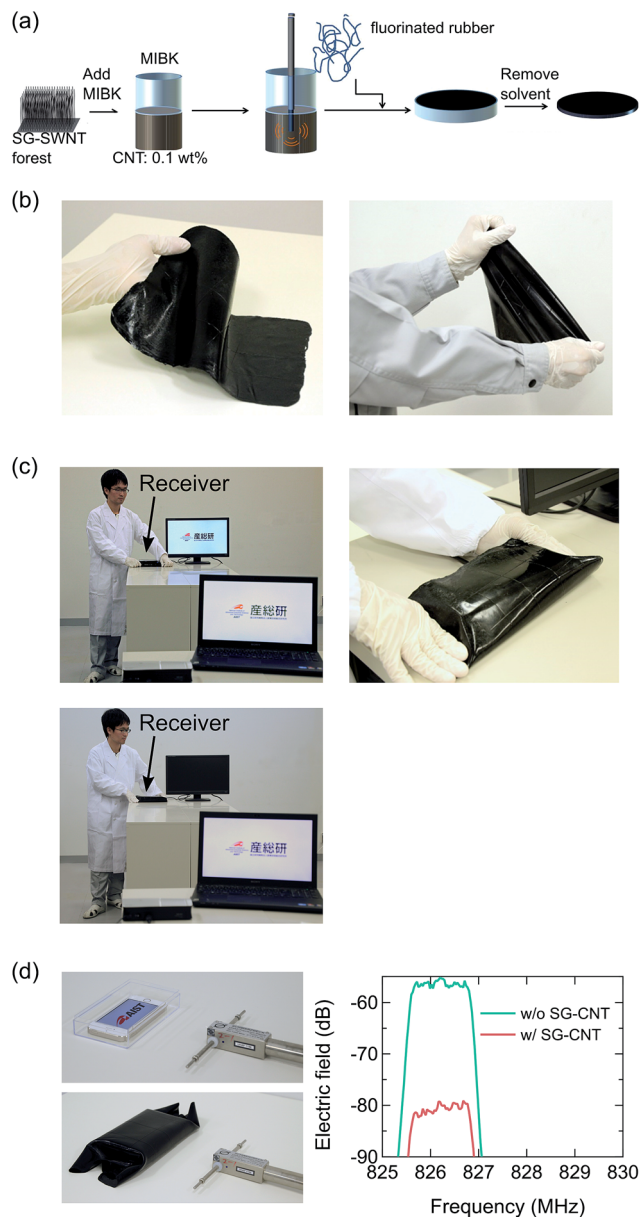 (a)
fluorinated rubber
Add
MIBK
MIBK
Remove
solvent
SG-SWNT
forest
CNT: 0.1 wt%
(b)
(c)
Receiver
産総研
産総研
Receiver
産総研
(d)
AIST
w/o SG-CNT
w/ SG-CNT
Electric field (dB)
-60
-70
-80
-90
825 826 827 828 829 830
Frequency (MHz)